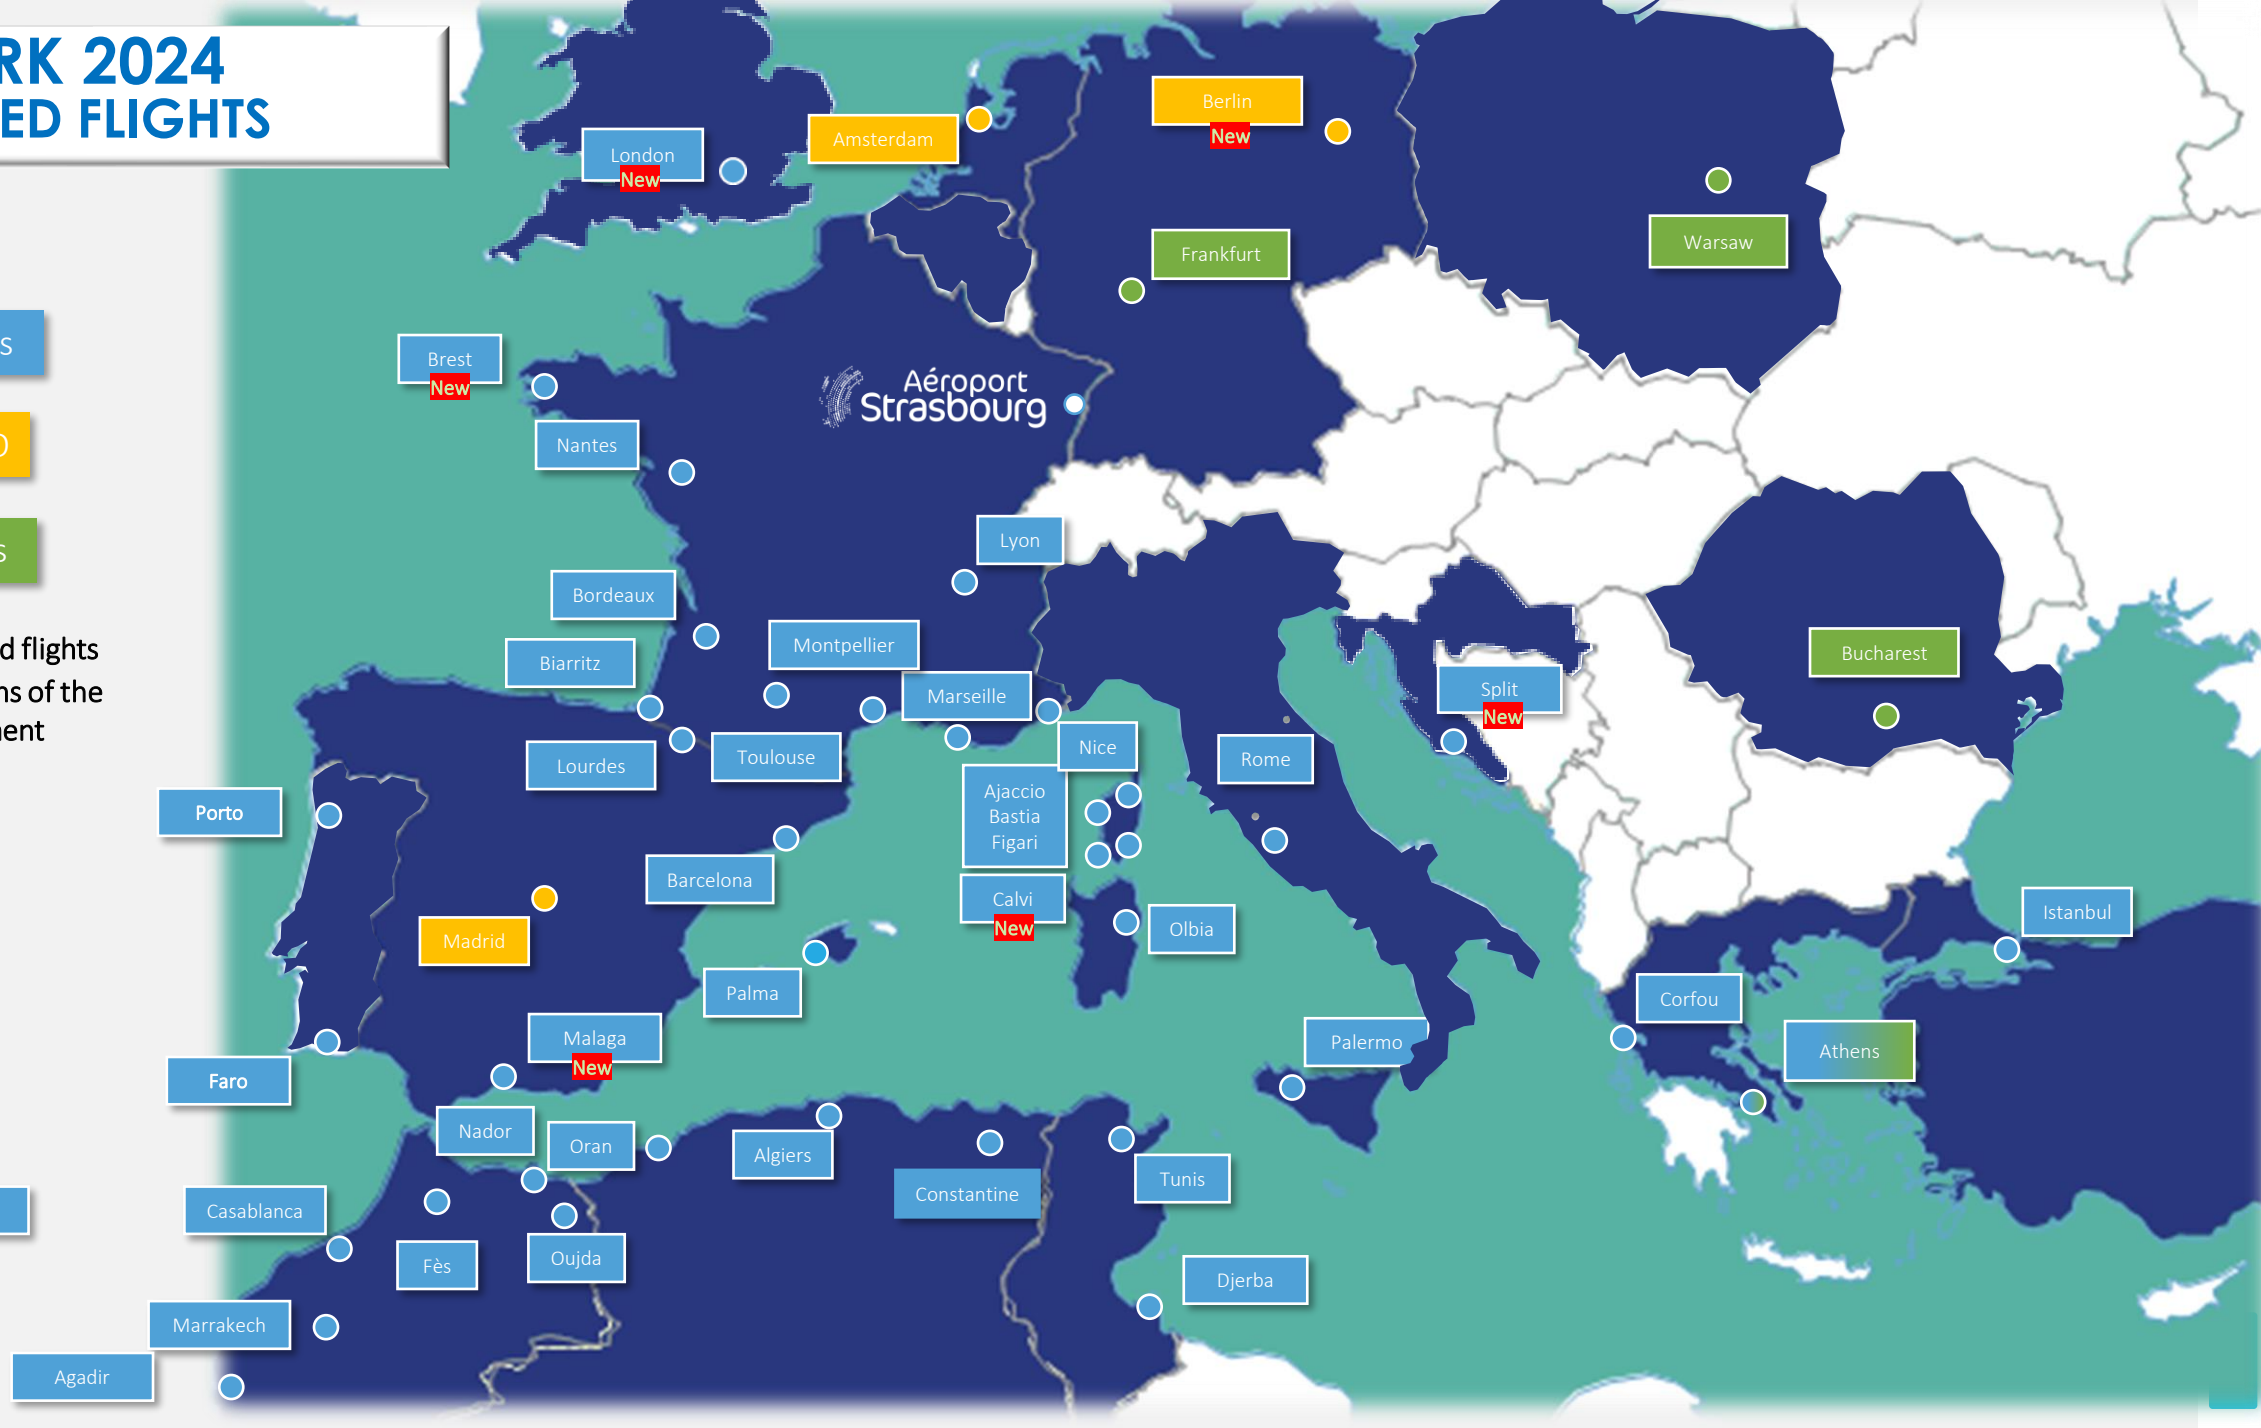 RK 2024
ED FLIGHTS
S
S
d flights
ns of the
nent
Berlin
New
Amsterdam
London
New
Warsaw
Frankfurt
Brest
New
Aéroport
Strasbourg
Nantes
Lyon
Bordeaux
Montpellier
Biarritz
Bucharest
Marseille
Split
New
Nice
Toulouse
Lourdes
Rome
Porto
Ajaccio
Bastia
Figari
Barcelona
Calvi
New
Istanbul
Olbia
Madrid
Palma
Corfou
Malaga
New
Palermo
Athens
Faro
Nador
Oran
Algiers
Tunis
Constantine
Casablanca
Fès
Oujda
Djerba
Marrakech
Agadir